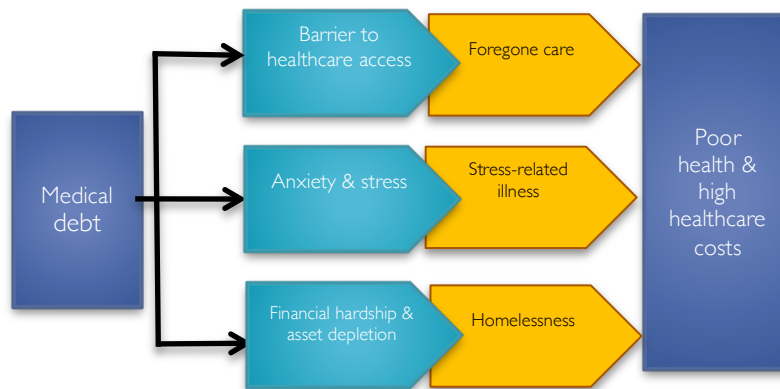 Medical
debt
Barrier to
healthcare access
Foregone care
Anxiety & stress
Stress-related
illness
Financial hardship &
asset depletion
Homelessness
Poor
health &
high
healthcare
costs